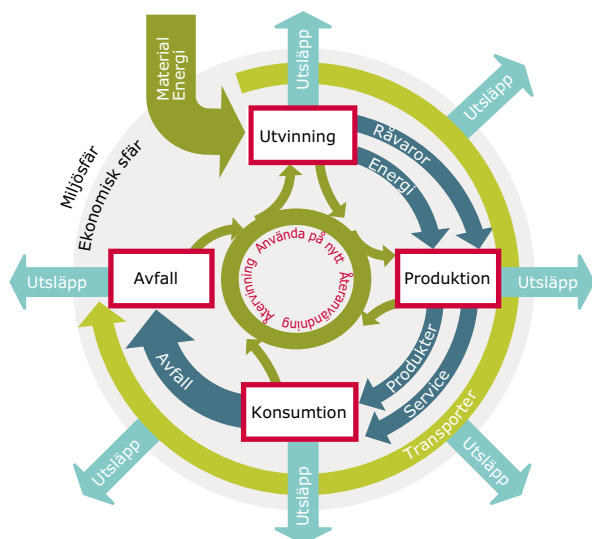 Material
Energi
Utsläpp
Utsläpp
Miljösfär
Ekonomisk sfär
Utvinning
Råvaror
Energi
Utsläpp
Avfall
Återvinning
Använda på nytt
Återanvändning
Produktion
Utsläpp
Avfall
Konsumtion
Produkter
Service
Transporter
Utsläpp
Utsläpp
Utsläpp